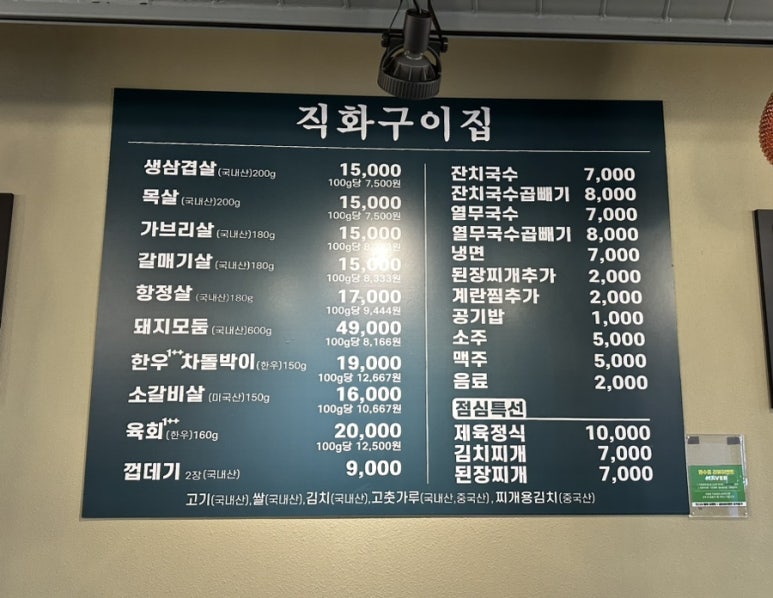 직화구이집
생삼겹살 (국내산)200g 15,000
100g당 7,500원
목살 (국내산)200g 15,000
100g당 7,500원
가브리살 (국내산)180g 15,000
100g당
갈매기살 (국내산)180g 15,000
100g당 8,333원
항정살 (국내산)180g 17,000
100g당 9,444원
돼지모둠 (국내산)600g 49,000
100g당 8,166원
한우1++차돌박이(한우)150g 19,000
100g당 12,667원
소갈비살 (미국산)150g 16,000
100g당 10,667원
육회1++(한우)160g 20,000
100g당 12,500원
껍데기 2장(국내산) 9,000
잔치국수 7,000
잔치국수곱빼기 8,000
열무국수 7,000
열무국수곱빼기 8,000
냉면 7,000
된장찌개추가 2,000
계란찜추가 2,000
공기밥 1,000
소주 5,000
맥주 5,000
음료 2,000
점심특선
제육정식 10,000
김치찌개 7,000
된장찌개 7,000
고기(국내산),쌀(국내산),김치(국내산),고춧가루(국내산,중국산), 찌개용김치(중국산)
NAVER